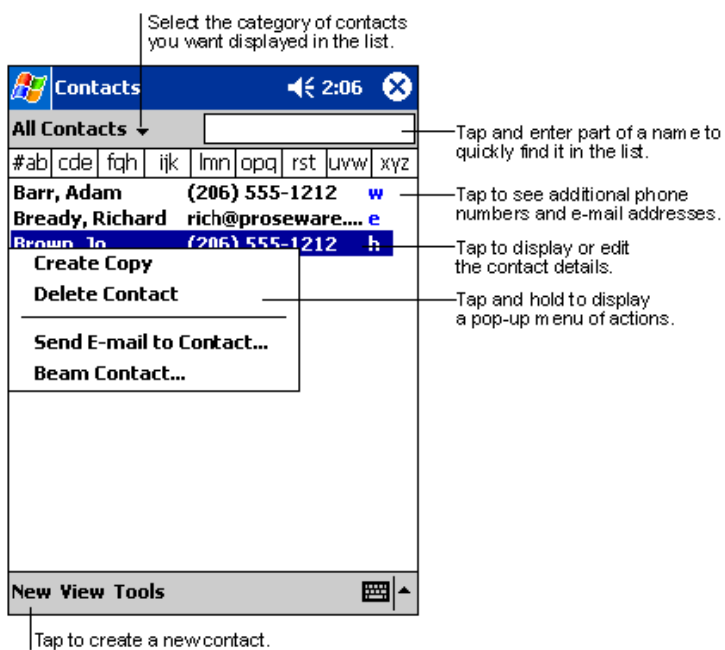 Select the category of contacts
you want displayed in the list.
Contacts 2:06
All Contacts
Tap and enter part of a name to
quickly find it in the list.
#ab cde fgh ijk lmn opq rst uvw xyz
Barr, Adam (206) 555-1212 w
Tap to see additional phone
numbers and e-mail addresses.
Bready, Richard rich@proseware.... e
Brown, Jo (206) 555-1212 h
Tap to display or edit
the contact details.
Create Copy
Delete Contact
Tap and hold to display
a pop-up menu of actions.
Send E-mail to Contact...
Beam Contact...
New View Tools
Tap to create a new contact.